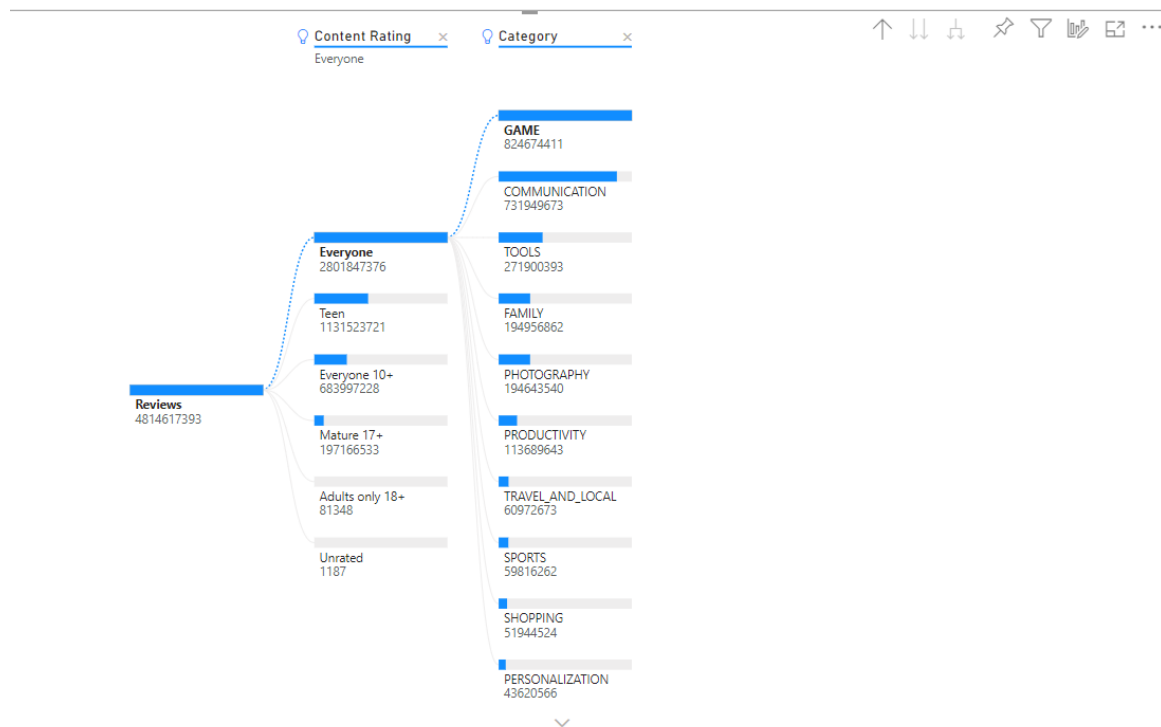 Content Rating
Everyone
Category
GAME
824674411
COMMUNICATION
731949673
TOOLS
271900393
FAMILY
194956862
PHOTOGRAPHY
194643540
PRODUCTIVITY
113689643
TRAVEL_AND_LOCAL
60972673
SPORTS
59816262
SHOPPING
51944524
PERSONALIZATION
43620566
Everyone
2801847376
Teen
1131523721
Everyone 10+
683997228
Mature 17+
197166533
Adults only 18+
81348
Unrated
1187
Reviews
4814617393